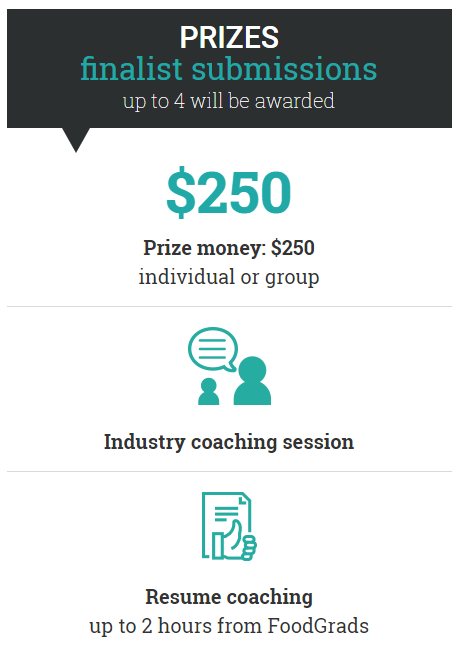 PRIZES
finalist submissions
up to 4 will be awarded
$250
Prize money: $250
individual or group
Industry coaching session
Resume coaching
up to 2 hours from FoodGrads